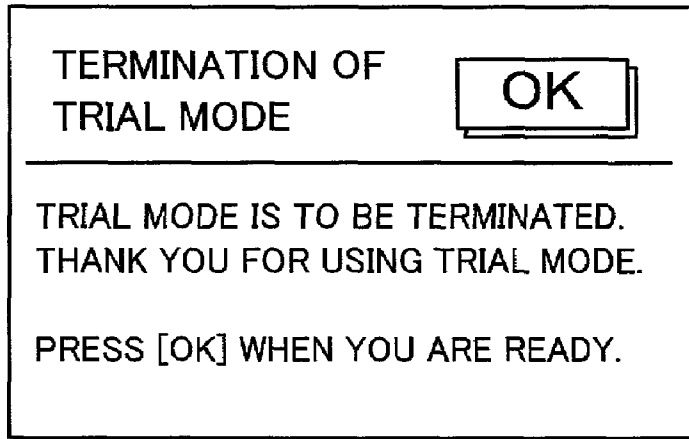 TERMINATION OF
TRIAL MODE
OK
TRIAL MODE IS TO BE TERMINATED.
THANK YOU FOR USING TRIAL MODE.
PRESS [OK] WHEN YOU ARE READY.